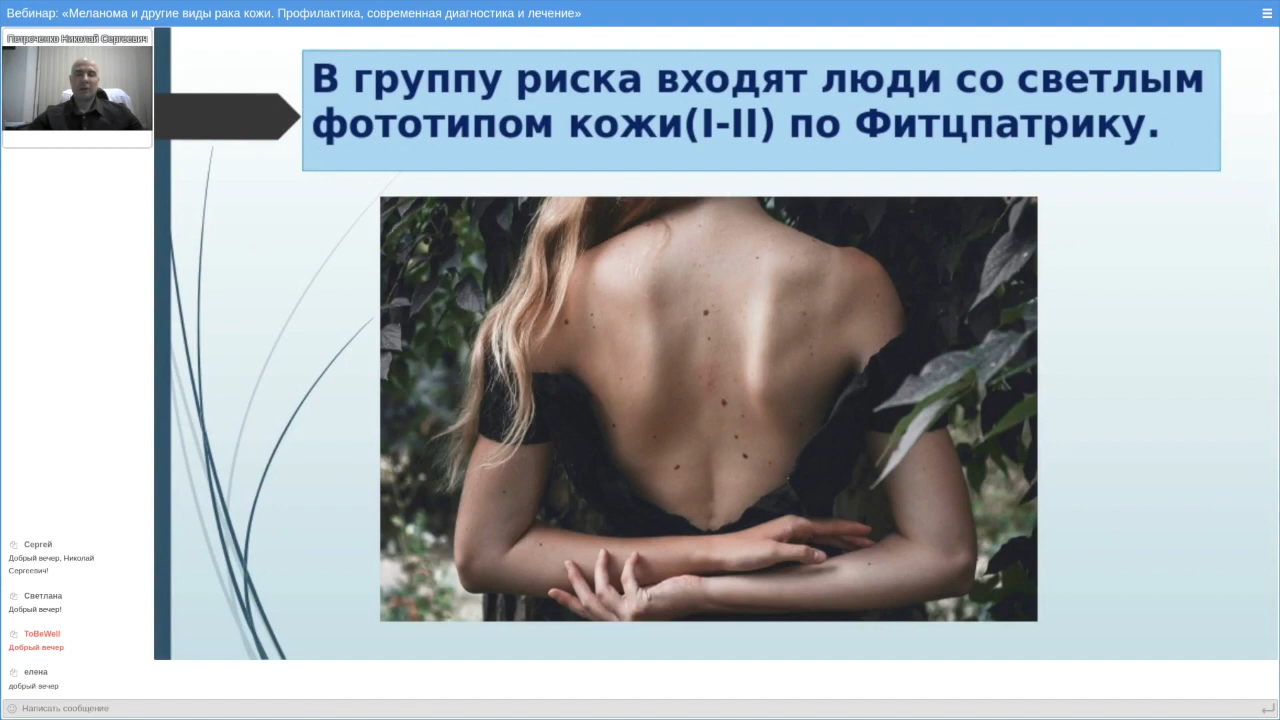 Вебинар: «Меланома и другие виды рака кожи. Профилактика, современная диагностика и лечение»
Петроченко Николай Сергеевич
В группу риска входят люди со светлым
фототипом кожи(I-II) по Фитцпатрику.
Сергей
Добрый вечер, Николай
Сергеевич!
Светлана
Добрый вечер!
ToBeWell
Добрый вечер
елена
добрый вечер
Написать сообщение